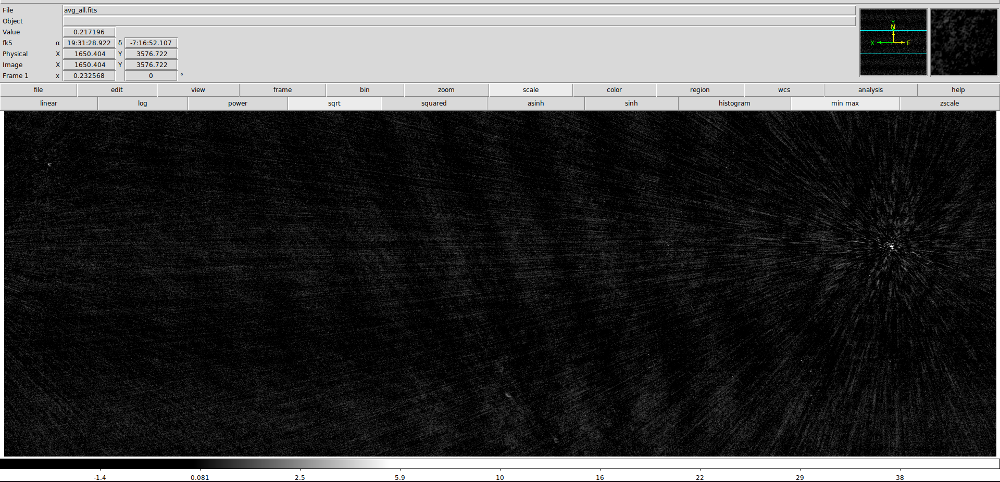 File avg_all.fits
Object
Value 0.217196
fk5 α 19:31:28.922 δ -7:16:52.107
Physical X 1650.404 Y 3576.722
Image X 1650.404 Y 3576.722
Frame 1 x 0.232568 0 °
Y
N
X E
file edit view frame bin zoom scale color region wcs analysis help
linear log power sqrt squared asinh sinh histogram min max zscale
-1.4 0.081 2.5 5.9 10 16 22 29 38